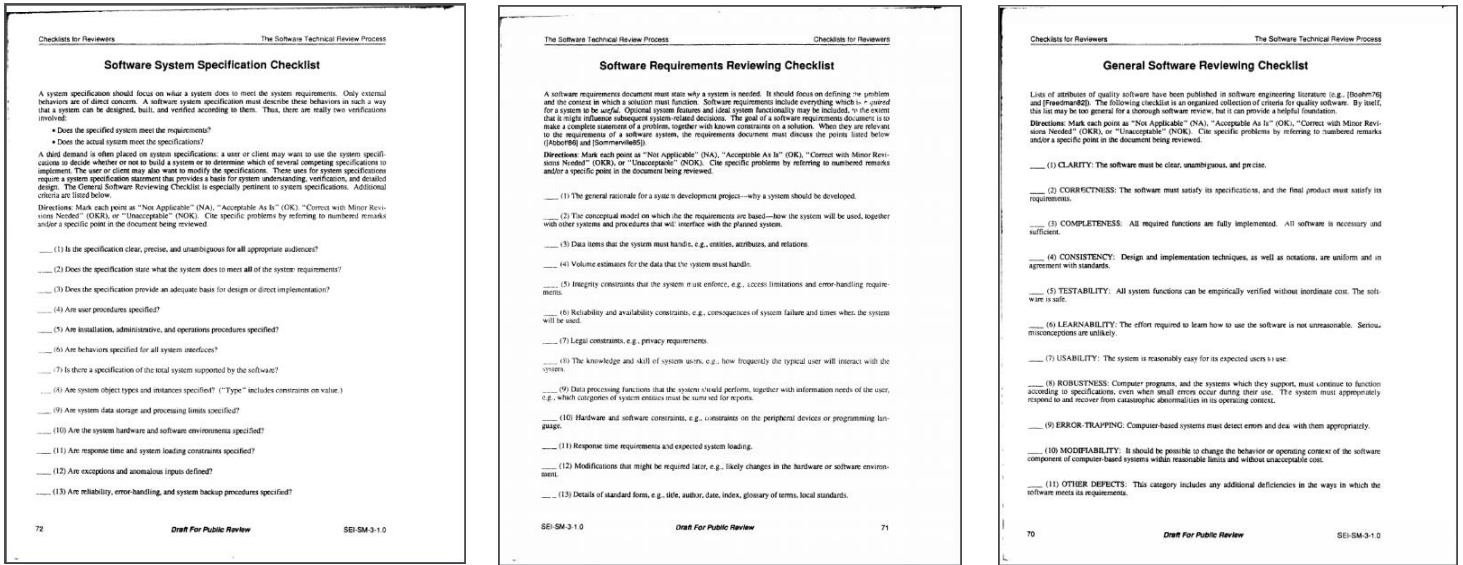 Checklists for Reviewers The Software Technical Review Process
Software System Specification Checklist
A system specification should focus on what a system does to meet the system requirements. Only external
behaviors are of direct concern. A software system specification must describe these behaviors in such a way
that a system can be designed, built, and verified according to them. Thus, there are really two verifications
involved:
• Does the specified system meet the requirements?
• Does the actual system meet the specifications?
A third demand is often placed on system specifications: a user or client may want to use the system specifi-
cations to decide whether or not to build a system or to determine which of several competing specifications to
implement. The user or client may also want to modify the specifications. There uses for system specifications
require a system specification statement that provides a basis for system understanding, verification, and detailed
design. The General Software Reviewing Checklist is especially pertinent to system specifications. Additional
criteria are listed below.
Directions: Mark each point as "Not Applicable" (NA), "Acceptable As Is" (OK), "Correct with Minor Revi-
sions Needed" (OKR), or "Unacceptable" (NOK). Cite specific problems by referring to numbered remarks
and/or a specific point in the document being reviewed.
____ (1) Is the specification clear, precise, and unambiguous for all appropriate audiences?
____ (2) Does the specification state what the system does to meet all of the system requirements?
____ (3) Does the specification provide an adequate basis for design or direct implementation?
____ (4) Are user procedures specified?
____ (5) Are installation, administrative, and operations procedures specified?
____ (6) Are behaviors specified for all system interfaces?
____ (7) Is there a specification of the total system supported by the software?
____ (8) Are system object types and instances specified? ("Type" includes constraints on value.)
____ (9) Are system data storage and processing limits specified?
____ (10) Are the system hardware and software environments specified?
____ (11) Are response time and system loading constraints specified?
____ (12) Are exceptions and anomalous inputs defined?
____ (13) Are reliability, error-handling, and system backup procedures specified?
72 Draft For Public Review SEI-SM-3-1.0
The Software Technical Review Process Checklists for Reviewers
Software Requirements Reviewing Checklist
A software requirements document must state why a system is needed. It should focus on defining the problem
and the context in which a solution must function. Software requirements include everything which is required
for a system to be useful. Optional system features and ideal system functionality may be included, to the extent
that it might influence subsequent system-related decisions. The goal of a software requirements document is to
make a complete statement of a problem, together with known constraints on a solution. When they are relevant
to the requirements of a software system, the requirements document must discuss the points listed below
([Abbott86] and [Sommerville85]).
Directions: Mark each point as "Not Applicable" (NA), "Acceptable As Is" (OK), "Correct with Minor Revi-
sions Needed" (OKR), or "Unacceptable" (NOK). Cite specific problems by referring to numbered remarks
and/or a specific point in the document being reviewed.
____ (1) The general rationale for a system development project—why a system should be developed.
____ (2) The conceptual model on which the the requirements are based—how the system will be used, together
with other systems and procedures that will interface with the planned system.
____ (3) Data items that the system must handle, e.g., entities, attributes, and relations.
____ (4) Volume estimates for the data that the system must handle.
____ (5) Integrity constraints that the system must enforce, e.g., access limitations and error-handling require-
ments.
____ (6) Reliability and availability constraints, e.g., consequences of system failure and times when the system
will be used.
____ (7) Legal constraints, e.g., privacy requirements.
____ (8) The knowledge and skill of system users, e.g., how frequently the typical user will interact with the
system.
____ (9) Data processing functions that the system should perform, together with information needs of the user,
e.g., which categories of system entities must be summed for reports.
____ (10) Hardware and software constraints, e.g., constraints on the peripheral devices or programming lan-
guage.
____ (11) Response time requirements and expected system loading.
____ (12) Modifications that might be required later, e.g., likely changes in the hardware or software environ-
ment.
____ (13) Details of standard form, e.g., title, author, date, index, glossary of terms, local standards.
SEI-SM-3-1.0 Draft For Public Review 71
Checklists for Reviewers The Software Technical Review Process
General Software Reviewing Checklist
Lists of attributes of quality software have been published in software engineering literature (e.g., [Boehm76]
and [Freedman82]). The following checklist is an organized collection of criteria for quality software. By itself,
this list may be too general for a thorough software review, but it can provide a helpful foundation.
Directions: Mark each point as "Not Applicable" (NA), "Acceptable As Is" (OK), "Correct with Minor Revi-
sions Needed" (OKR), or "Unacceptable" (NOK). Cite specific problems by referring to numbered remarks
and/or a specific point in the document being reviewed.
____ (1) CLARITY: The software must be clear, unambiguous, and precise.
____ (2) CORRECTNESS: The software must satisfy its specifications, and the final product must satisfy its
requirements.
____ (3) COMPLETENESS: All required functions are fully implemented. All software is necessary and
sufficient.
____ (4) CONSISTENCY: Design and implementation techniques, as well as notations, are uniform and in
agreement with standards.
____ (5) TESTABILITY: All system functions can be empirically verified without inordinate cost. The soft-
ware is safe.
____ (6) LEARNABILITY: The effort required to learn how to use the software is not unreasonable. Serious
misconceptions are unlikely.
____ (7) USABILITY: The system is reasonably easy for its expected users to use.
____ (8) ROBUSTNESS: Computer programs, and the systems which they support, must continue to function
according to specifications, even when small errors occur during their use. The system must appropriately
respond to and recover from catastrophic abnormalities in its operating context.
____ (9) ERROR-TRAPPING: Computer-based systems must detect errors and deal with them appropriately.
____ (10) MODIFIABILITY: It should be possible to change the behavior or operating context of the software
component of computer-based systems within reasonable limits and without unacceptable cost.
____ (11) OTHER DEFECTS: This category includes any additional deficiencies in the ways in which the
software meets its requirements.
70 Draft For Public Review SEI-SM-3-1.0